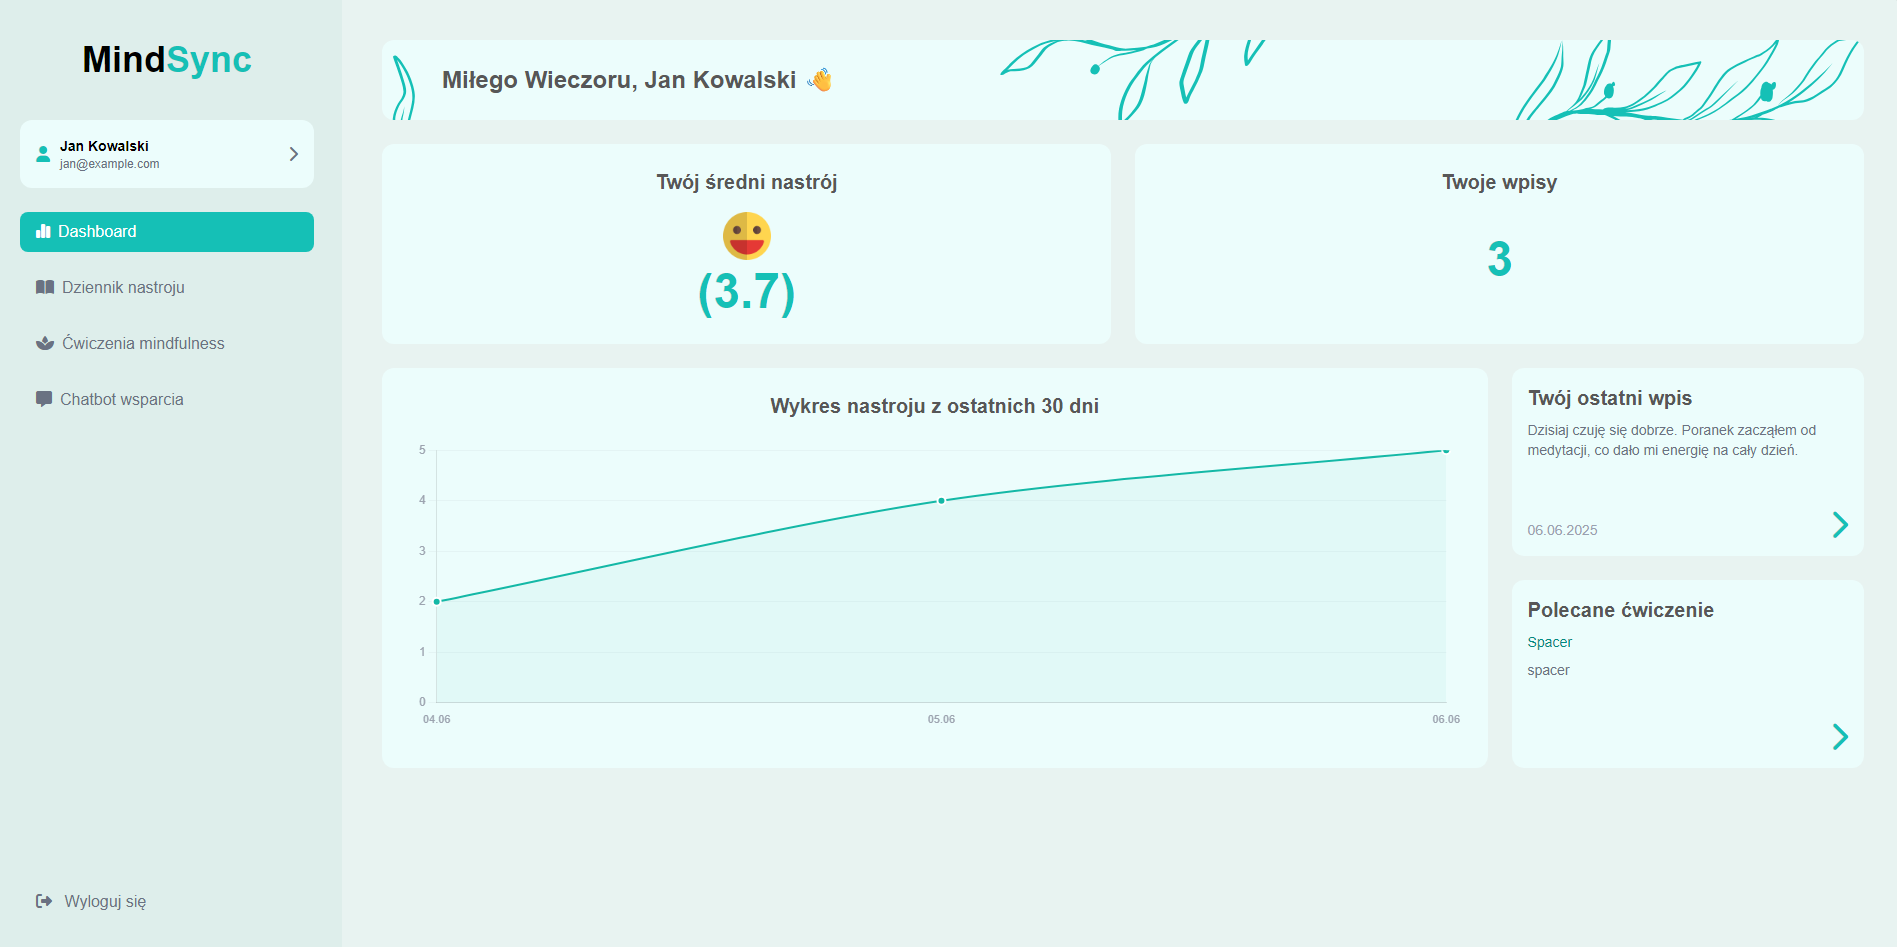 MindSync
Jan Kowalski
jan@example.com
Dashboard
Dziennik nastroju
Ćwiczenia mindfulness
Chatbot wsparcia
Wyloguj się
Miłego Wieczoru, Jan Kowalski 👋
Twój średni nastrój
(3.7)
Twoje wpisy
3
Wykres nastroju z ostatnich 30 dni
5
4
3
2
1
0
04.06
05.06
06.06
Twój ostatni wpis
Dzisiaj czuję się dobrze. Poranek zacząłem od
medytacji, co dało mi energię na cały dzień.
06.06.2025
Polecane ćwiczenie
Spacer
spacer